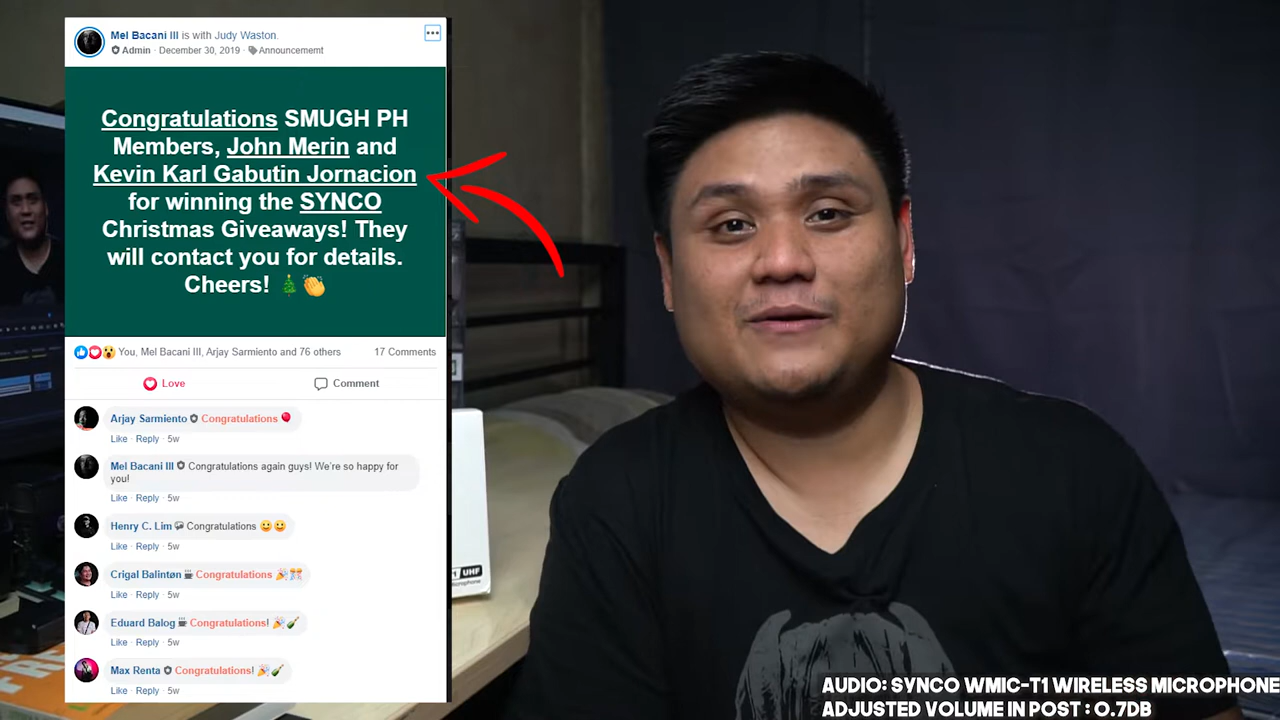 Mel Bacani III is with Judy Waston.
Admin · December 30, 2019 · Announcememt
Congratulations SMUGH PH
Members, John Merin and
Kevin Karl Gabutin Jornacion
for winning the SYNCO
Christmas Giveaways! They
will contact you for details.
Cheers! 🎄👏
You, Mel Bacani III, Arjay Sarmiento and 76 others 17 Comments
Love Comment
Arjay Sarmiento Congratulations 🎈
Like · Reply · 5w
Mel Bacani III Congratulations again guys! We're so happy for
you!
Like · Reply · 5w
Henry C. Lim Congratulations 😀😀
Like · Reply · 5w
Crigal Balintøn Congratulations 🎉🎊
Like · Reply · 5w
Eduard Balog Congratulations! 🎉🍾
Like · Reply · 5w
Max Renta Congratulations! 🎉🍾
Like · Reply · 5w
1 UHF
AUDIO: SYNCO WMIC-T1 WIRELESS MICROPHONE
ADJUSTED VOLUME IN POST : 0.7DB